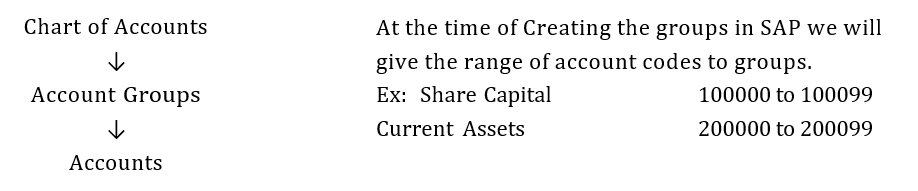 Chart of Accounts
↓
Account Groups
↓
Accounts
At the time of Creating the groups in SAP we will
give the range of account codes to groups.
Ex: Share Capital 100000 to 100099
Current Assets 200000 to 200099